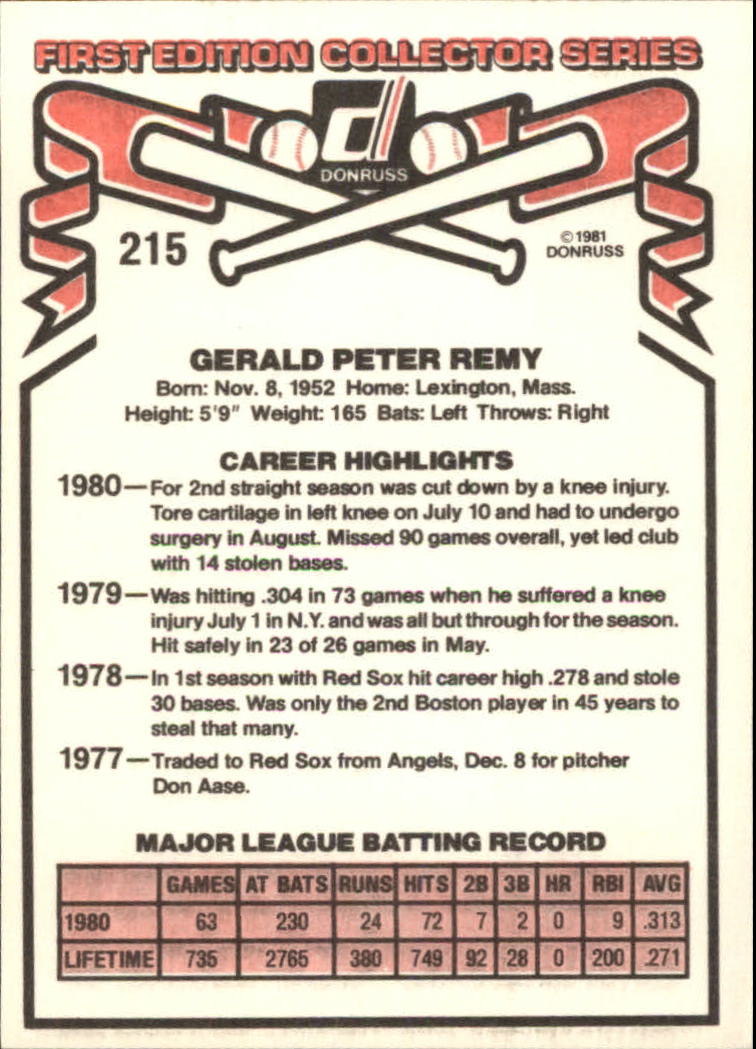 FIRST EDITION COLLECTOR SERIES
d
DONRUSS
215
©1981
DONRUSS
GERALD PETER REMY
Born: Nov. 8, 1952 Home: Lexington, Mass.
Height: 5'9" Weight: 165 Bats: Left Throws: Right
CAREER HIGHLIGHTS
1980—For 2nd straight season was cut down by a knee injury.
Tore cartilage in left knee on July 10 and had to undergo
surgery in August. Missed 90 games overall, yet led club
with 14 stolen bases.
1979—Was hitting .304 in 73 games when he suffered a knee
injury July 1 in N.Y. and was all but through for the season.
Hit safely in 23 of 26 games in May.
1978—In 1st season with Red Sox hit career high .278 and stole
30 bases. Was only the 2nd Boston player in 45 years to
steal that many.
1977—Traded to Red Sox from Angels, Dec. 8 for pitcher
Don Aase.
MAJOR LEAGUE BATTING RECORD
GAMES AT BATS RUNS HITS 2B 3B HR RBI AVG
1980 63 230 24 72 7 2 0 9 .313
LIFETIME 735 2765 380 749 92 28 0 200 .271